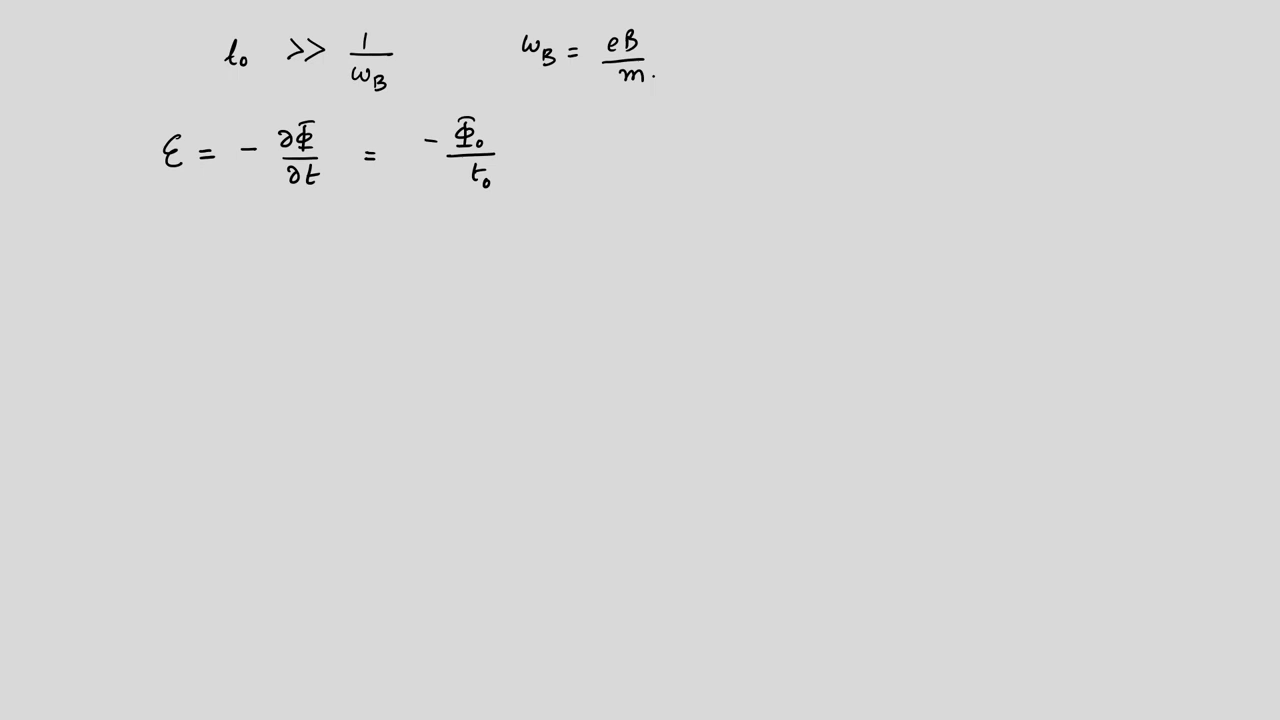 t₀ >> 1/ω_B ω_B = eB/m.
ℰ = - ∂Φ/∂t = - Φ₀/t₀